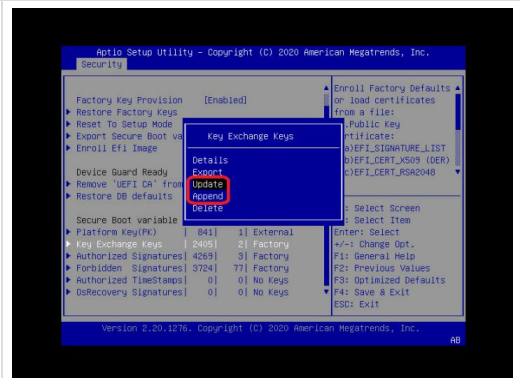 Aptio Setup Utility – Copyright (C) 2020 American Megatrends, Inc.
Security
Factory Key Provision [Enabled]
Restore Factory Keys
Reset To Setup Mode
Export Secure Boot va
Enroll Efi Image
Device Guard Ready
Remove 'UEFI CA' from
Restore DB defaults
Secure Boot variable
Platform Key(PK) | 841| 1| External
Key Exchange Keys | 2405| 2| Factory
Authorized Signatures| 4269| 3| Factory
Forbidden Signatures| 3724| 77| Factory
Authorized TimeStamps| 0| 0| No Keys
OsRecovery Signatures| 0| 0| No Keys
Key Exchange Keys
Details
Export
Update
Append
Delete
Enroll Factory Defaults
or load certificates
from a file:
.Public Key
rtificate:
a)EFI_SIGNATURE_LIST
b)EFI_CERT_X509 (DER)
c)EFI_CERT_RSA2048
: Select Screen
: Select Item
Enter: Select
+/-: Change Opt.
F1: General Help
F2: Previous Values
F3: Optimized Defaults
F4: Save & Exit
ESC: Exit
Version 2.20.1276. Copyright (C) 2020 American Megatrends, Inc.
AB